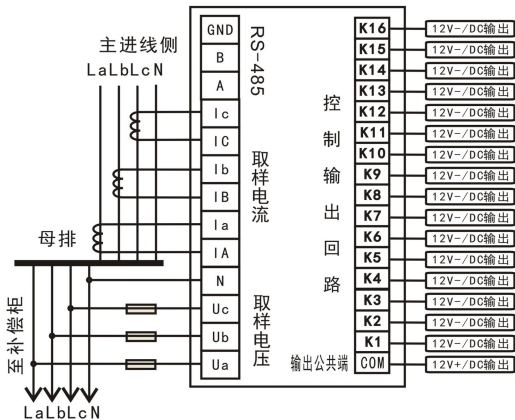 主进线侧
LaLbLcN
GND
B
A
Ic
IC
Ib
IB
Ia
IA
N
Uc
Ub
Ua
RS-485
取样电流
取样电压
母排
至补偿柜
LaLbLcN
控制输出回路
输出公共端
K16 12V-/DC输出
K15 12V-/DC输出
K14 12V-/DC输出
K13 12V-/DC输出
K12 12V-/DC输出
K11 12V-/DC输出
K10 12V-/DC输出
K9 12V-/DC输出
K8 12V-/DC输出
K7 12V-/DC输出
K6 12V-/DC输出
K5 12V-/DC输出
K4 12V-/DC输出
K3 12V-/DC输出
K2 12V-/DC输出
K1 12V-/DC输出
COM 12V+/DC输出